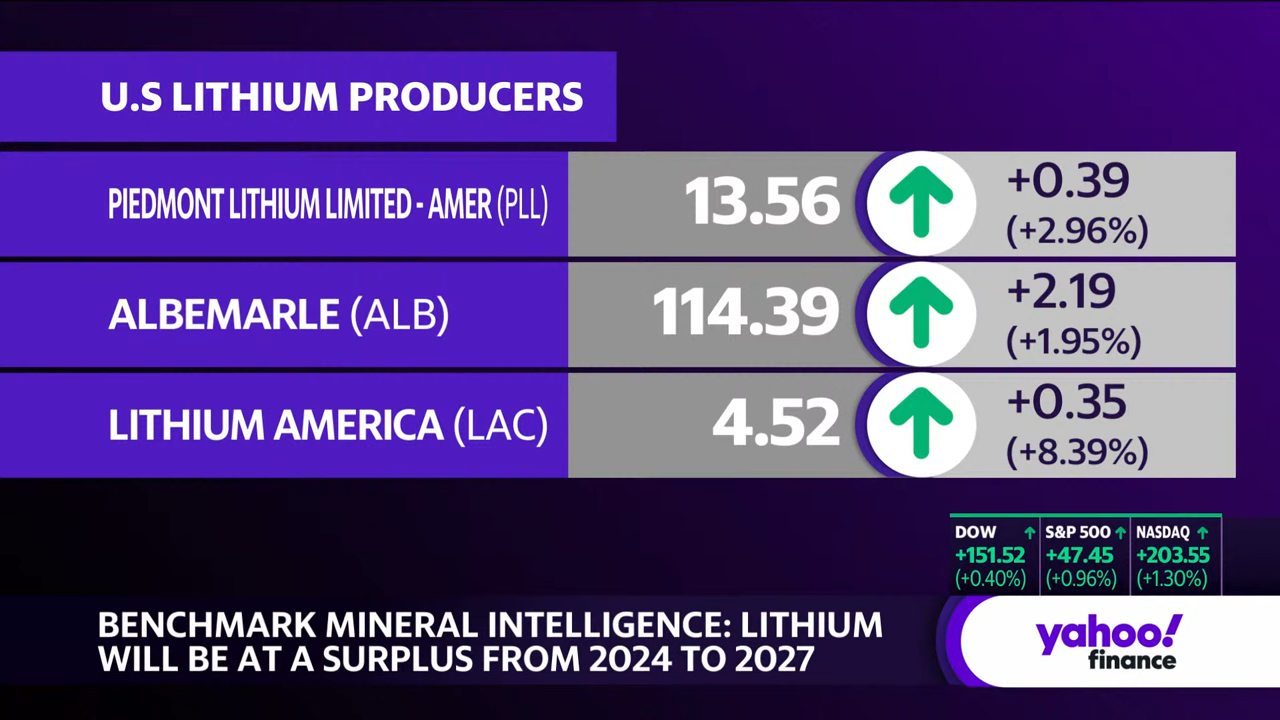 U.S LITHIUM PRODUCERS
PIEDMONT LITHIUM LIMITED - AMER (PLL)
13.56
+0.39
(+2.96%)
ALBEMARLE (ALB)
114.39
+2.19
(+1.95%)
LITHIUM AMERICA (LAC)
4.52
+0.35
(+8.39%)
DOW
+151.52
(+0.40%)
S&P 500
+47.45
(+0.96%)
NASDAQ
+203.55
(+1.30%)
BENCHMARK MINERAL INTELLIGENCE: LITHIUM
WILL BE AT A SURPLUS FROM 2024 TO 2027
yahoo!
finance